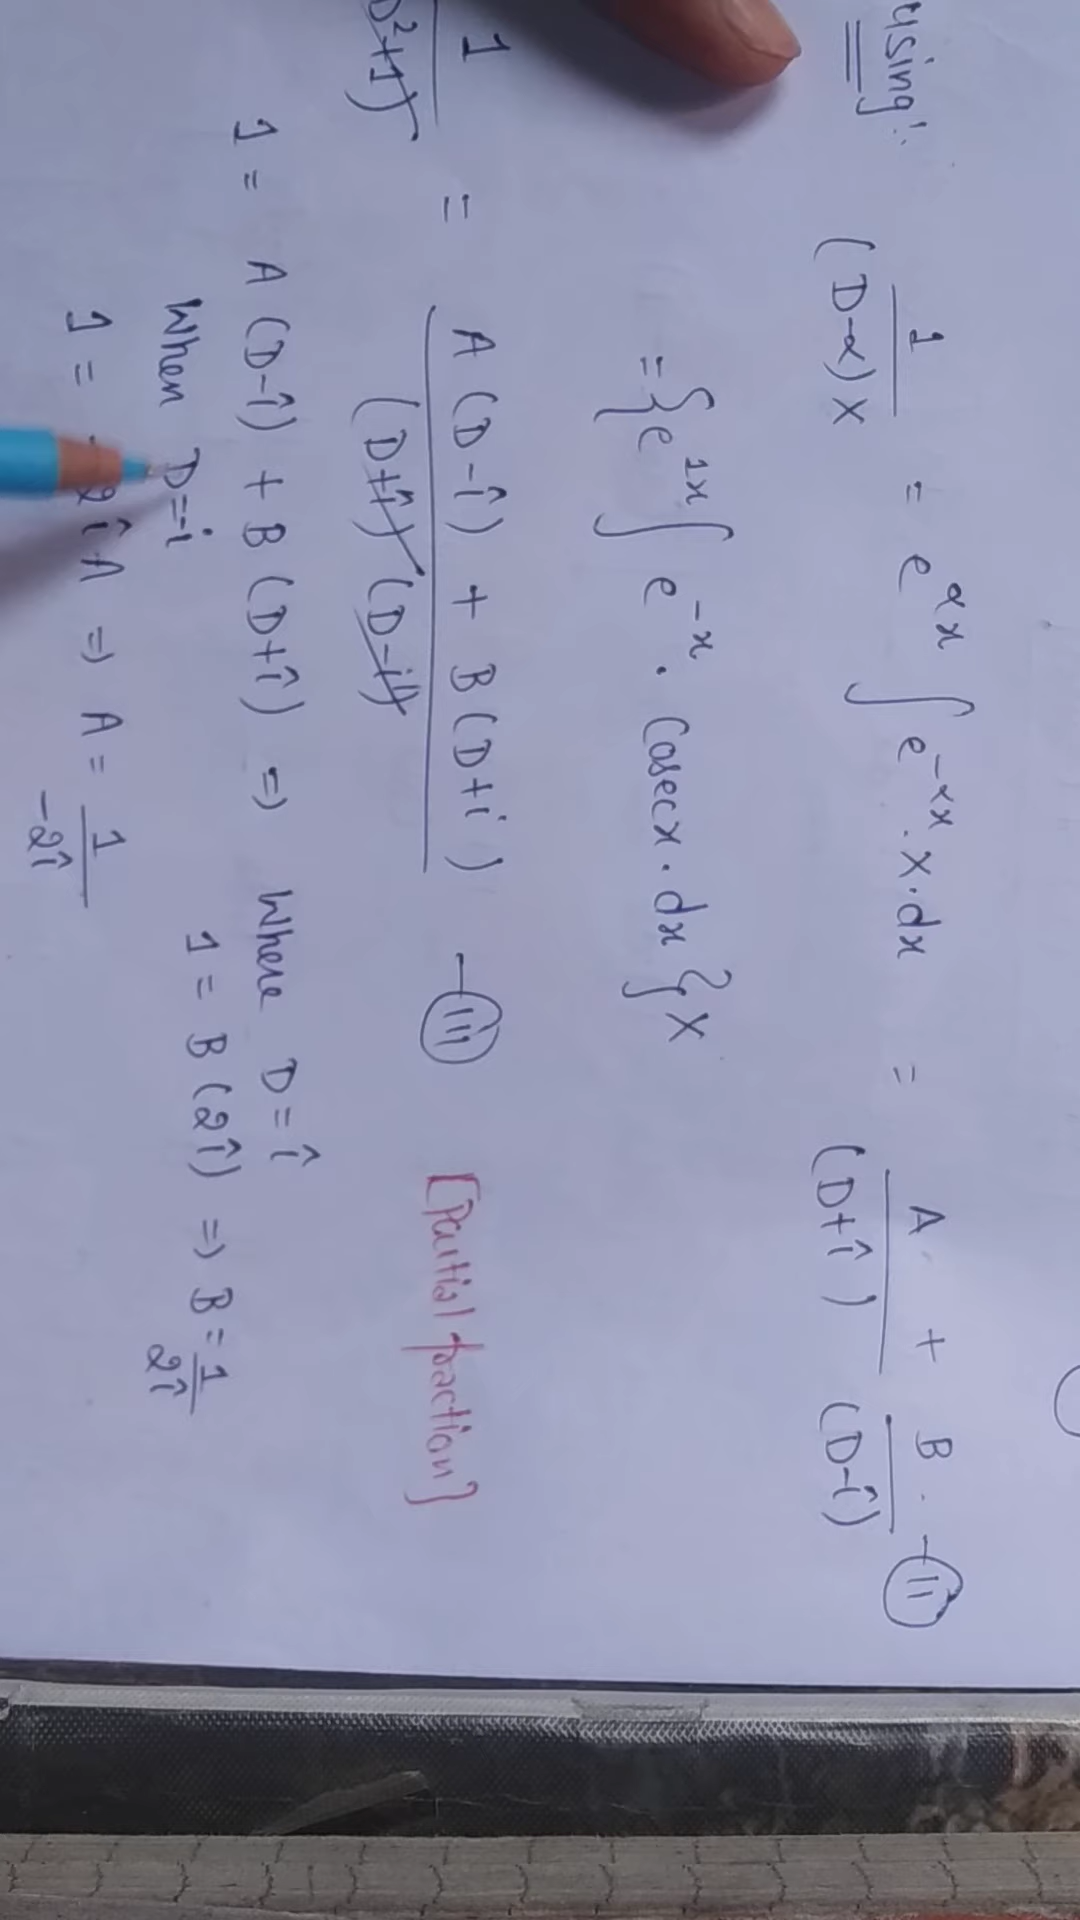 using:
1/(D-α)X = e^{αx} ∫ e^{-αx}.X.dx = A/(D+î) + B/(D-î) -(ii)
= { e^{1x} ∫ e^{-x}. Cosecx.dx } X
1/(D²+1) = A(D-î) + B(D+i)/(D+î)(D-i) -(iii) [Partial fraction]
1 = A(D-î) + B(D+î) ⇒ Where D=î
When D=-i 1 = B(2î) ⇒ B=1/2î
1 = -2îA ⇒ A=1/-2î